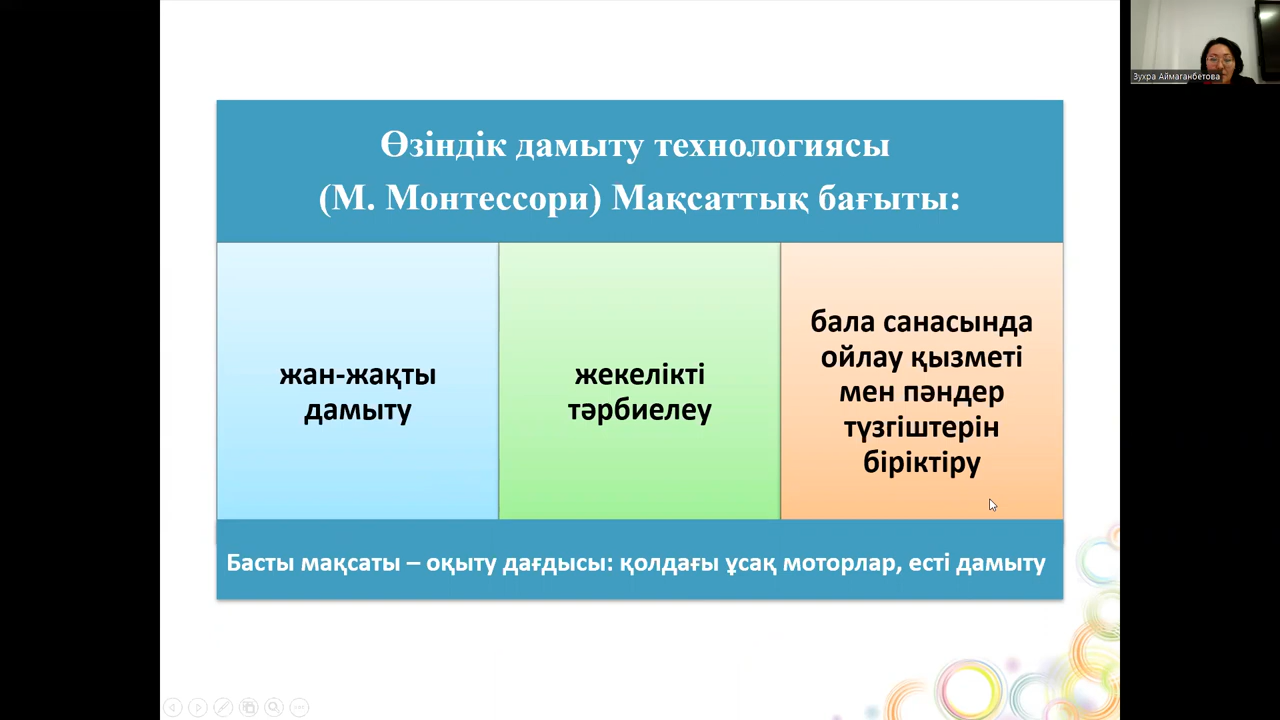 Өзіндік дамыту технологиясы
(М. Монтессори) Мақсаттық бағыты:
жан-жақты
дамыту
жекелікті
тәрбиелеу
бала санасында
ойлау қызметі
мен пәндер
түзгіштерін
біріктіру
Басты мақсаты – оқыту дағдысы: қолдағы ұсақ моторлар, есті дамыту
Зухра Аймаганбетова